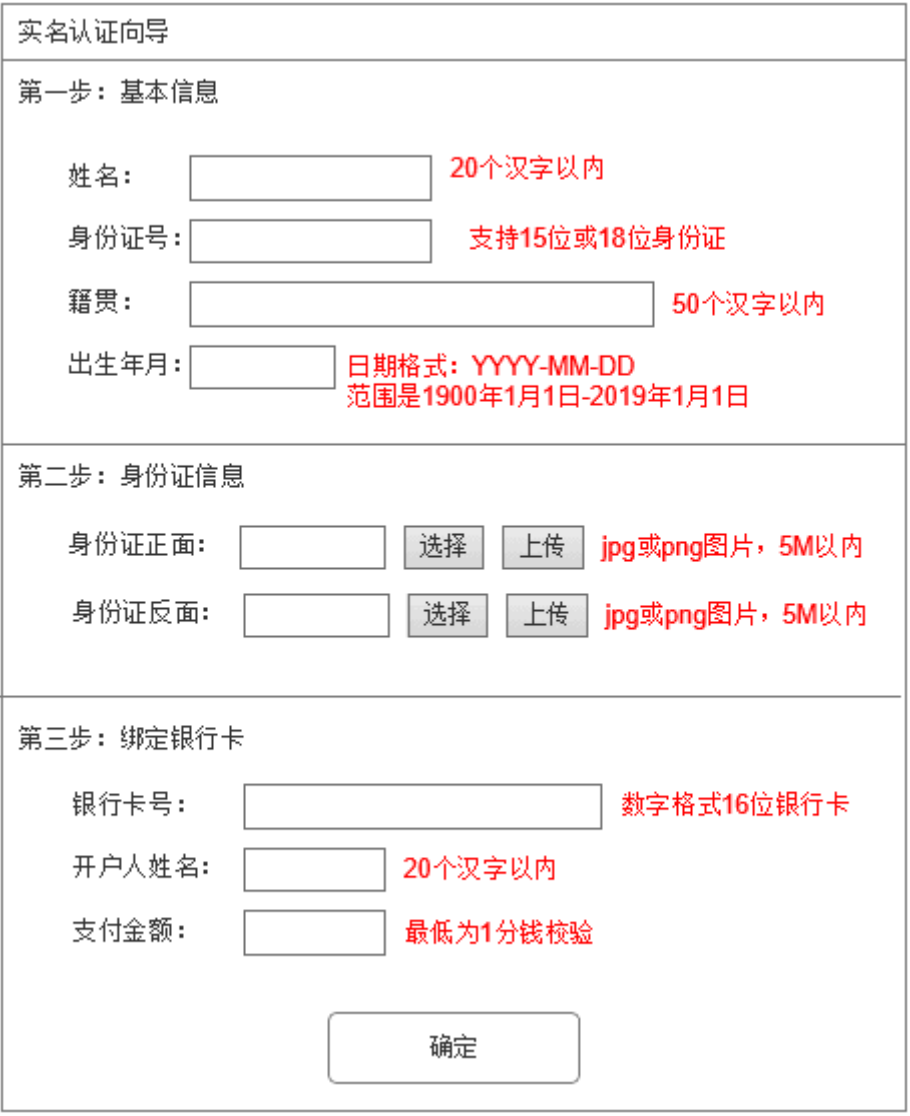 实名认证向导
第一步：基本信息
姓名：
20个汉字以内
身份证号：
支持15位或18位身份证
籍贯：
50个汉字以内
出生年月：
日期格式：YYYY-MM-DD
范围是1900年1月1日-2019年1月1日
第二步：身份证信息
身份证正面： 选择 上传 jpg或png图片，5M以内
身份证反面： 选择 上传 jpg或png图片，5M以内
第三步：绑定银行卡
银行卡号： 数字格式16位银行卡
开户人姓名： 20个汉字以内
支付金额： 最低为1分钱校验
确定